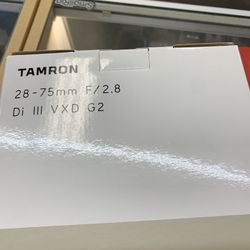 TAMRON
28-75mm F/2.8
Di III VXD G2